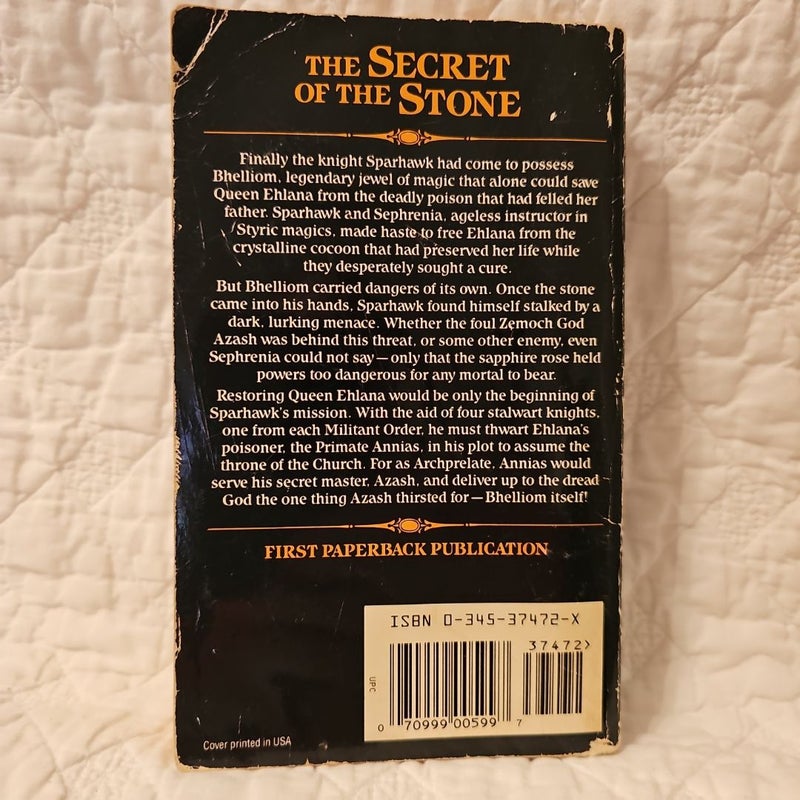 THE SECRET
OF THE STONE
Finally the knight Sparhawk had come to possess
Bhelliom, legendary jewel of magic that alone could save
Queen Ehlana from the deadly poison that had felled her
father. Sparhawk and Sephrenia, ageless instructor in
Styric magics, made haste to free Ehlana from the
crystalline cocoon that had preserved her life while
they desperately sought a cure.
But Bhelliom carried dangers of its own. Once the stone
came into his hands, Sparhawk found himself stalked by a
dark, lurking menace. Whether the foul Zemoch God
Azash was behind this threat, or some other enemy, even
Sephrenia could not say—only that the sapphire rose held
powers too dangerous for any mortal to bear.
Restoring Queen Ehlana would be only the beginning of
Sparhawk's mission. With the aid of four stalwart knights,
one from each Militant Order, he must thwart Ehlana's
poisoner, the Primate Annias, in his plot to assume the
throne of the Church. For as Archprelate, Annias would
serve his secret master, Azash, and deliver up to the dread
God the one thing Azash thirsted for—Bhelliom itself!
FIRST PAPERBACK PUBLICATION
ISBN 0-345-37472-X
37472>
UPC
0 70999 00599 7
Cover printed in USA